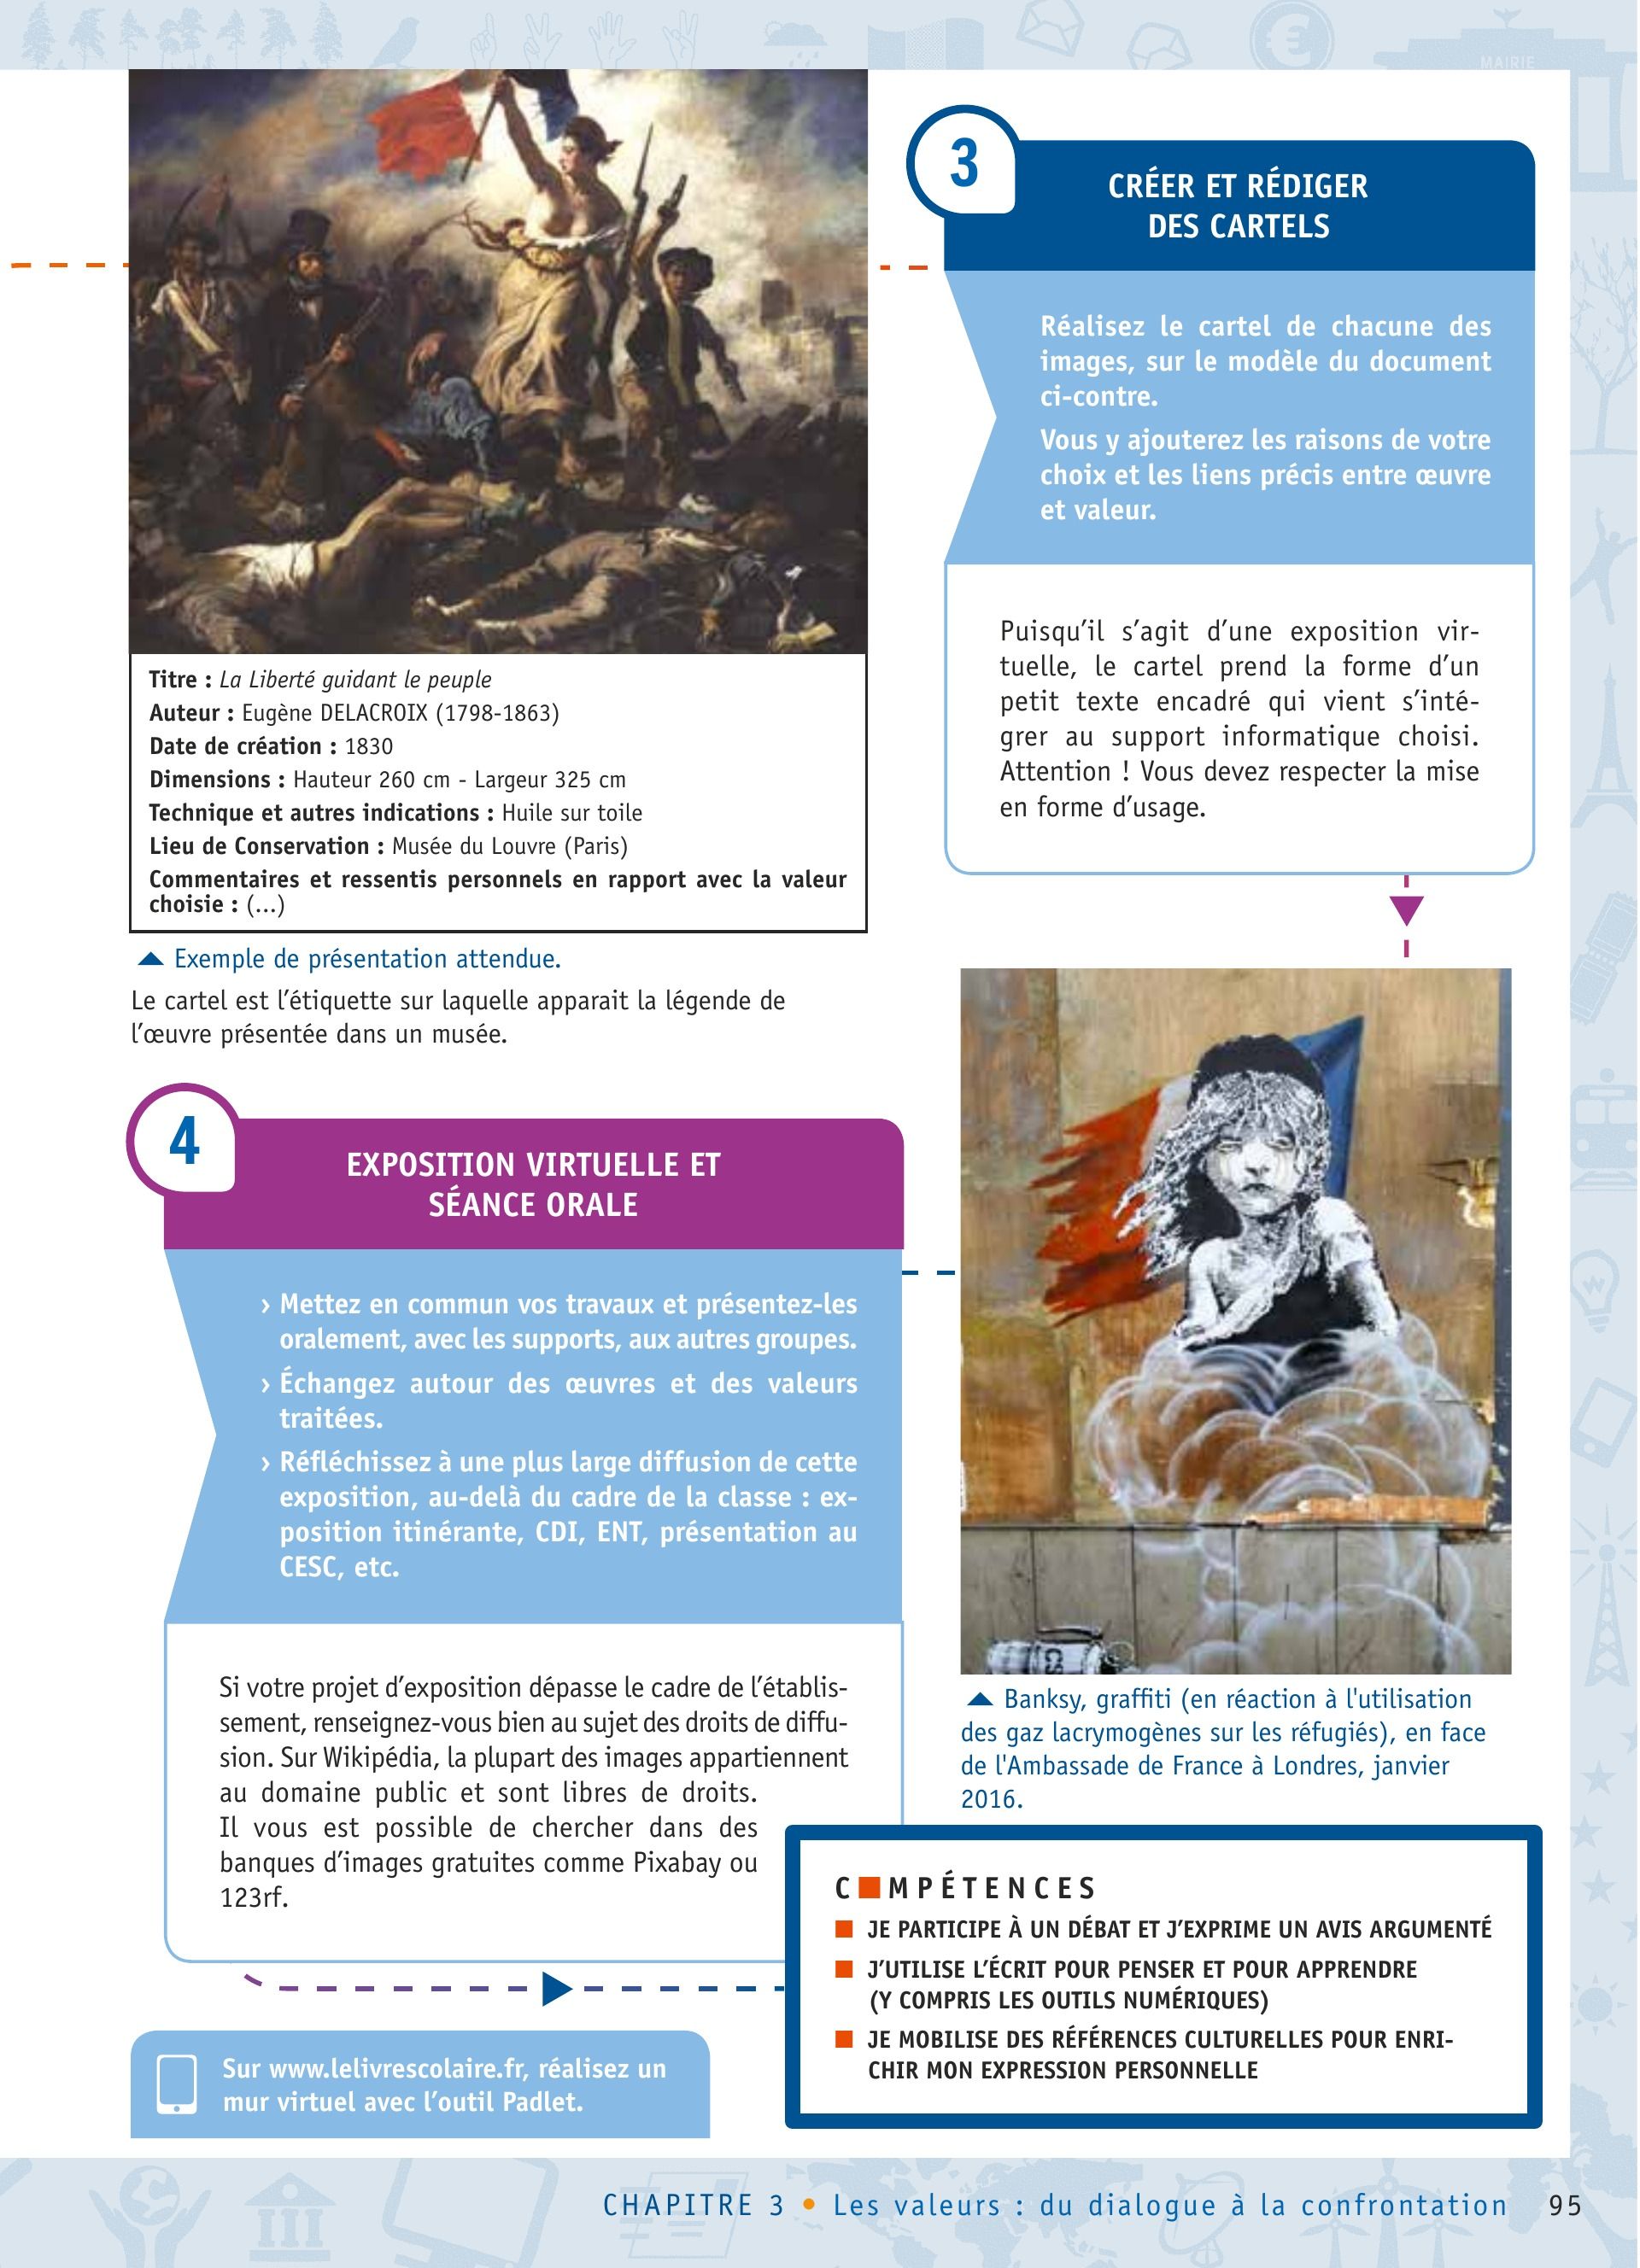 MAIRIE
3
CRÉER ET RÉDIGER
DES CARTELS
Réalisez le cartel de chacune des
images, sur le modèle du document
ci-contre.
Vous y ajouterez les raisons de votre
choix et les liens précis entre œuvre
et valeur.
Puisqu’il s’agit d’une exposition vir-
tuelle, le cartel prend la forme d’un
petit texte encadré qui vient s’inté-
grer au support informatique choisi.
Attention ! Vous devez respecter la mise
en forme d’usage.
Titre : La Liberté guidant le peuple
Auteur : Eugène DELACROIX (1798-1863)
Date de création : 1830
Dimensions : Hauteur 260 cm - Largeur 325 cm
Technique et autres indications : Huile sur toile
Lieu de Conservation : Musée du Louvre (Paris)
Commentaires et ressentis personnels en rapport avec la valeur
choisie : (...)
Exemple de présentation attendue.
Le cartel est l’étiquette sur laquelle apparait la légende de
l’œuvre présentée dans un musée.
4
EXPOSITION VIRTUELLE ET
SÉANCE ORALE
› Mettez en commun vos travaux et présentez-les
oralement, avec les supports, aux autres groupes.
› Échangez autour des œuvres et des valeurs
traitées.
› Réfléchissez à une plus large diffusion de cette
exposition, au-delà du cadre de la classe : ex-
position itinérante, CDI, ENT, présentation au
CESC, etc.
Si votre projet d’exposition dépasse le cadre de l’établis-
sement, renseignez-vous bien au sujet des droits de diffu-
sion. Sur Wikipédia, la plupart des images appartiennent
au domaine public et sont libres de droits.
Il vous est possible de chercher dans des
banques d’images gratuites comme Pixabay ou
123rf.
Banksy, graffiti (en réaction à l'utilisation
des gaz lacrymogènes sur les réfugiés), en face
de l'Ambassade de France à Londres, janvier
2016.
COMPÉTENCES
JE PARTICIPE À UN DÉBAT ET J’EXPRIME UN AVIS ARGUMENTÉ
J’UTILISE L’ÉCRIT POUR PENSER ET POUR APPRENDRE
(Y COMPRIS LES OUTILS NUMÉRIQUES)
JE MOBILISE DES RÉFÉRENCES CULTURELLES POUR ENRI-
CHIR MON EXPRESSION PERSONNELLE
Sur www.lelivrescolaire.fr, réalisez un
mur virtuel avec l’outil Padlet.
CHAPITRE 3 • Les valeurs : du dialogue à la confrontation 95